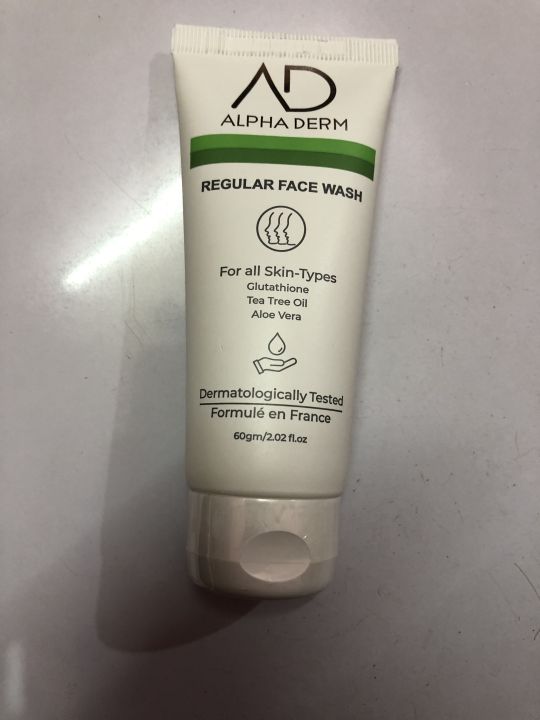 AD
ALPHA DERM
REGULAR FACE WASH
For all Skin-Types
Glutathione
Tea Tree Oil
Aloe Vera
Dermatologically Tested
Formulé en France
60gm/2.02 fl.oz